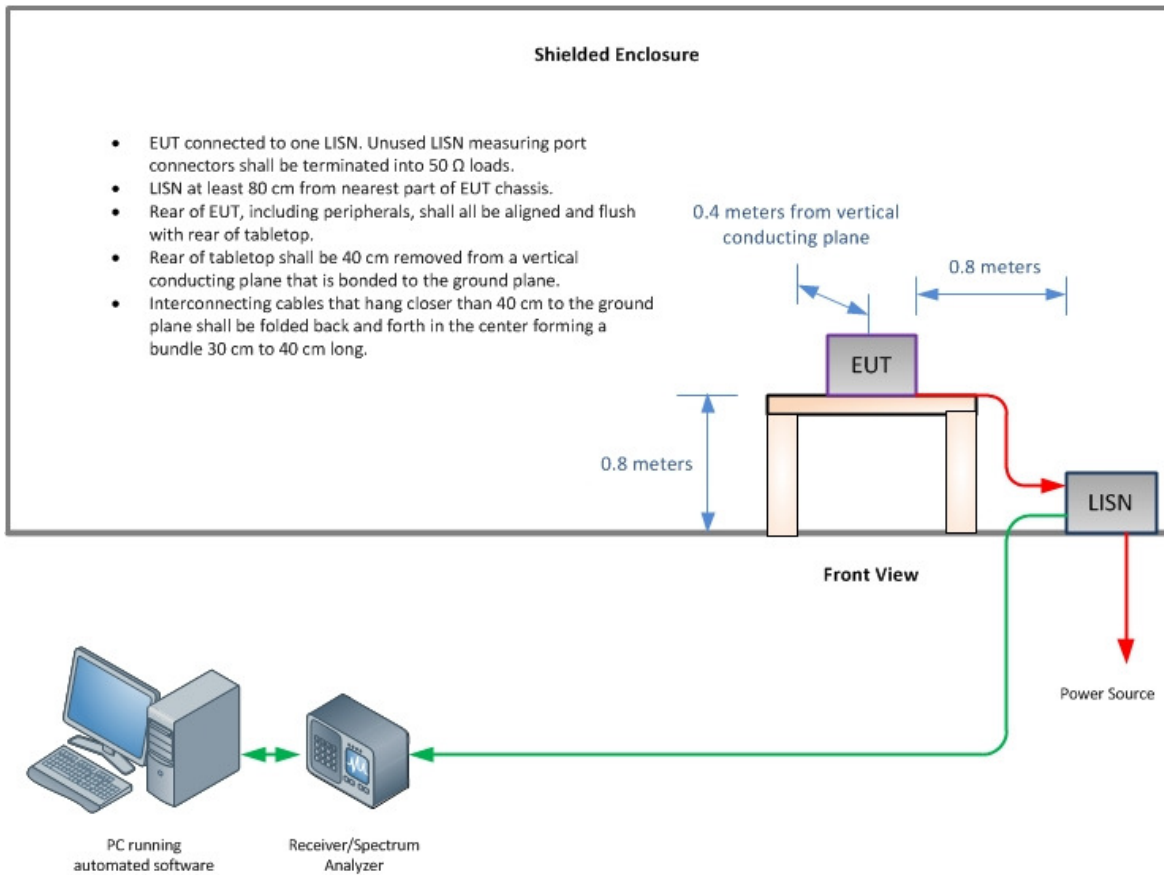 Shielded Enclosure
• EUT connected to one LISN. Unused LISN measuring port
connectors shall be terminated into 50 Ω loads.
• LISN at least 80 cm from nearest part of EUT chassis.
• Rear of EUT, including peripherals, shall all be aligned and flush
with rear of tabletop.
• Rear of tabletop shall be 40 cm removed from a vertical
conducting plane that is bonded to the ground plane.
• Interconnecting cables that hang closer than 40 cm to the ground
plane shall be folded back and forth in the center forming a
bundle 30 cm to 40 cm long.
0.4 meters from vertical
conducting plane
0.8 meters
EUT
0.8 meters
LISN
Front View
Power Source
PC running
automated software
Receiver/Spectrum
Analyzer